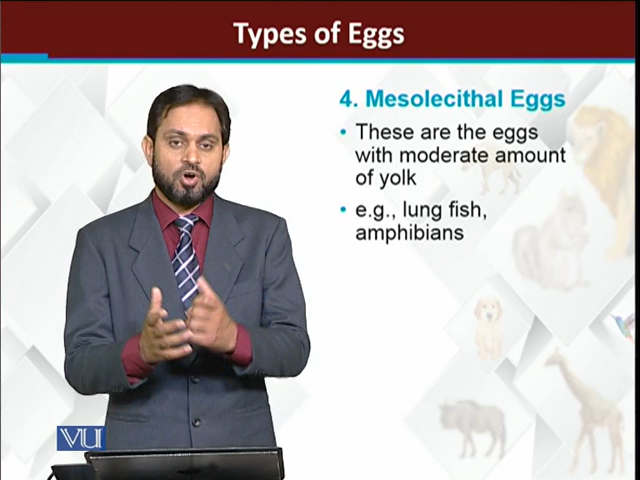 Types of Eggs
4. Mesolecithal Eggs
• These are the eggs
with moderate amount
of yolk
• e.g., lung fish,
amphibians
VU